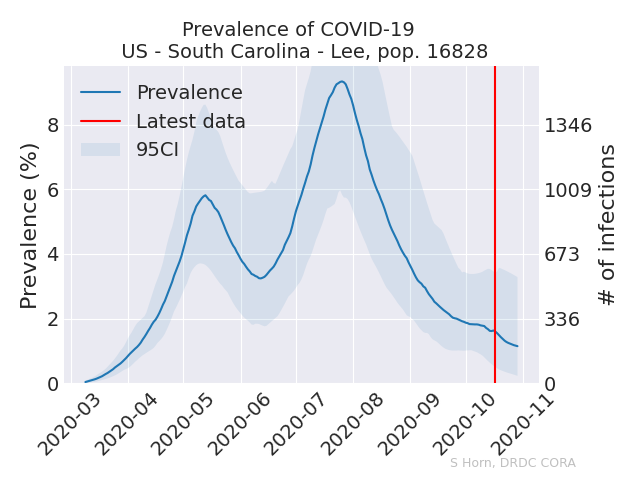 Prevalence of COVID-19
US - South Carolina - Lee, pop. 16828
Prevalence
Latest data
95CI
Prevalence (%)
8
6
4
2
0
1346
1009
673
336
0
# of infections
2020-03
2020-04
2020-05
2020-06
2020-07
2020-08
2020-09
2020-10
2020-11
S Horn, DRDC CORA